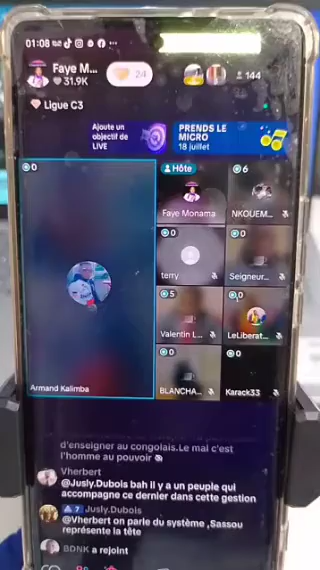 01:08
Faye M...
24
31.9K
144
Ligue C3
Ajoute un
objectif de
LIVE
PRENDS LE
MICRO
18 juillet
0
Hôte
6
Faye Monama
NKOUEM...
0
0
terry
Seigneur...
5
0
Valentin L...
LeLiberat...
0
0
BLANCHA...
Karack33
Armand Kalimba
d'enseigner au congolais.Le mal c'est
l'homme au pouvoir
Vherbert
@Jusly.Dubois bah il y a un peuple qui
accompagne ce dernier dans cette gestion
7 Jusly.Dubois
@Vherbert on parle du système ,Sassou
représente la tête
BDNK a rejoint